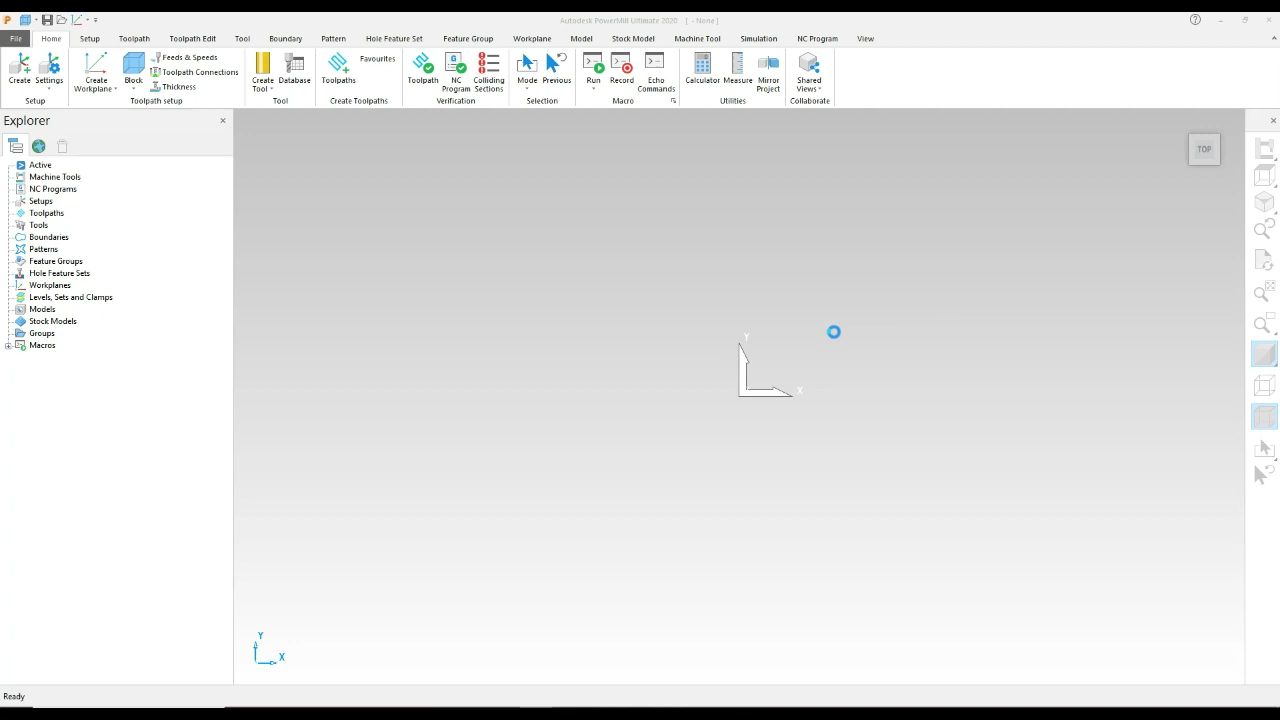 Autodesk PowerMill Ultimate 2020 [ - None ]
File Home Setup Toolpath Toolpath Edit Tool Boundary Pattern Hole Feature Set Feature Group Workplane Model Stock Model Machine Tool Simulation NC Program View
Create
Settings
Setup
Create Workplane
Block
Feeds & Speeds
Toolpath Connections
Thickness
Toolpath setup
Create Tool
Database
Tool
Toolpaths
Favourites
Create Toolpaths
Toolpath
NC Program
Colliding Sections
Verification
Mode
Previous
Selection
Run
Record
Echo Commands
Macro
Calculator
Measure
Mirror Project
Utilities
Shared Views
Collaborate
Explorer
Active
Machine Tools
NC Programs
Setups
Toolpaths
Tools
Boundaries
Patterns
Feature Groups
Hole Feature Sets
Workplanes
Levels, Sets and Clamps
Models
Stock Models
Groups
Macros
TOP
Y
X
Y
X
Ready